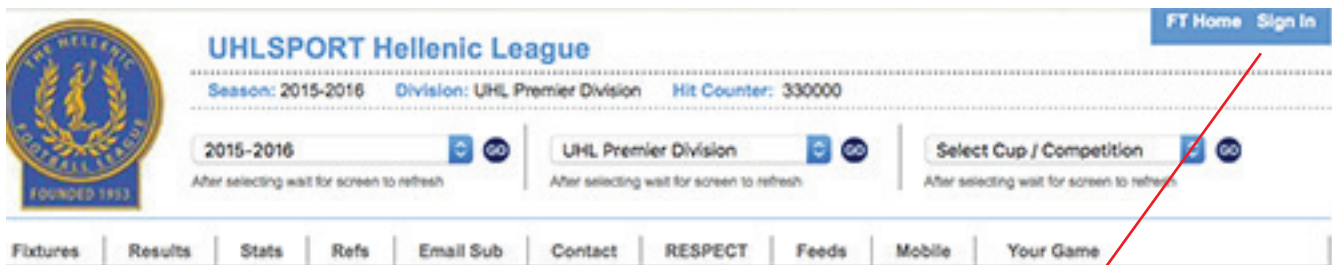 FT Home Sign In
THE HELLENIC
FOOTBALL LEAGUE
FOUNDED 1953
UHLSPORT Hellenic League
Season: 2015-2016 Division: UHL Premier Division Hit Counter: 330000
2015-2016 GO UHL Premier Division GO Select Cup / Competition GO
After selecting wait for screen to refresh After selecting wait for screen to refresh After selecting wait for screen to refresh
Fixtures Results Stats Refs Email Sub Contact RESPECT Feeds Mobile Your Game